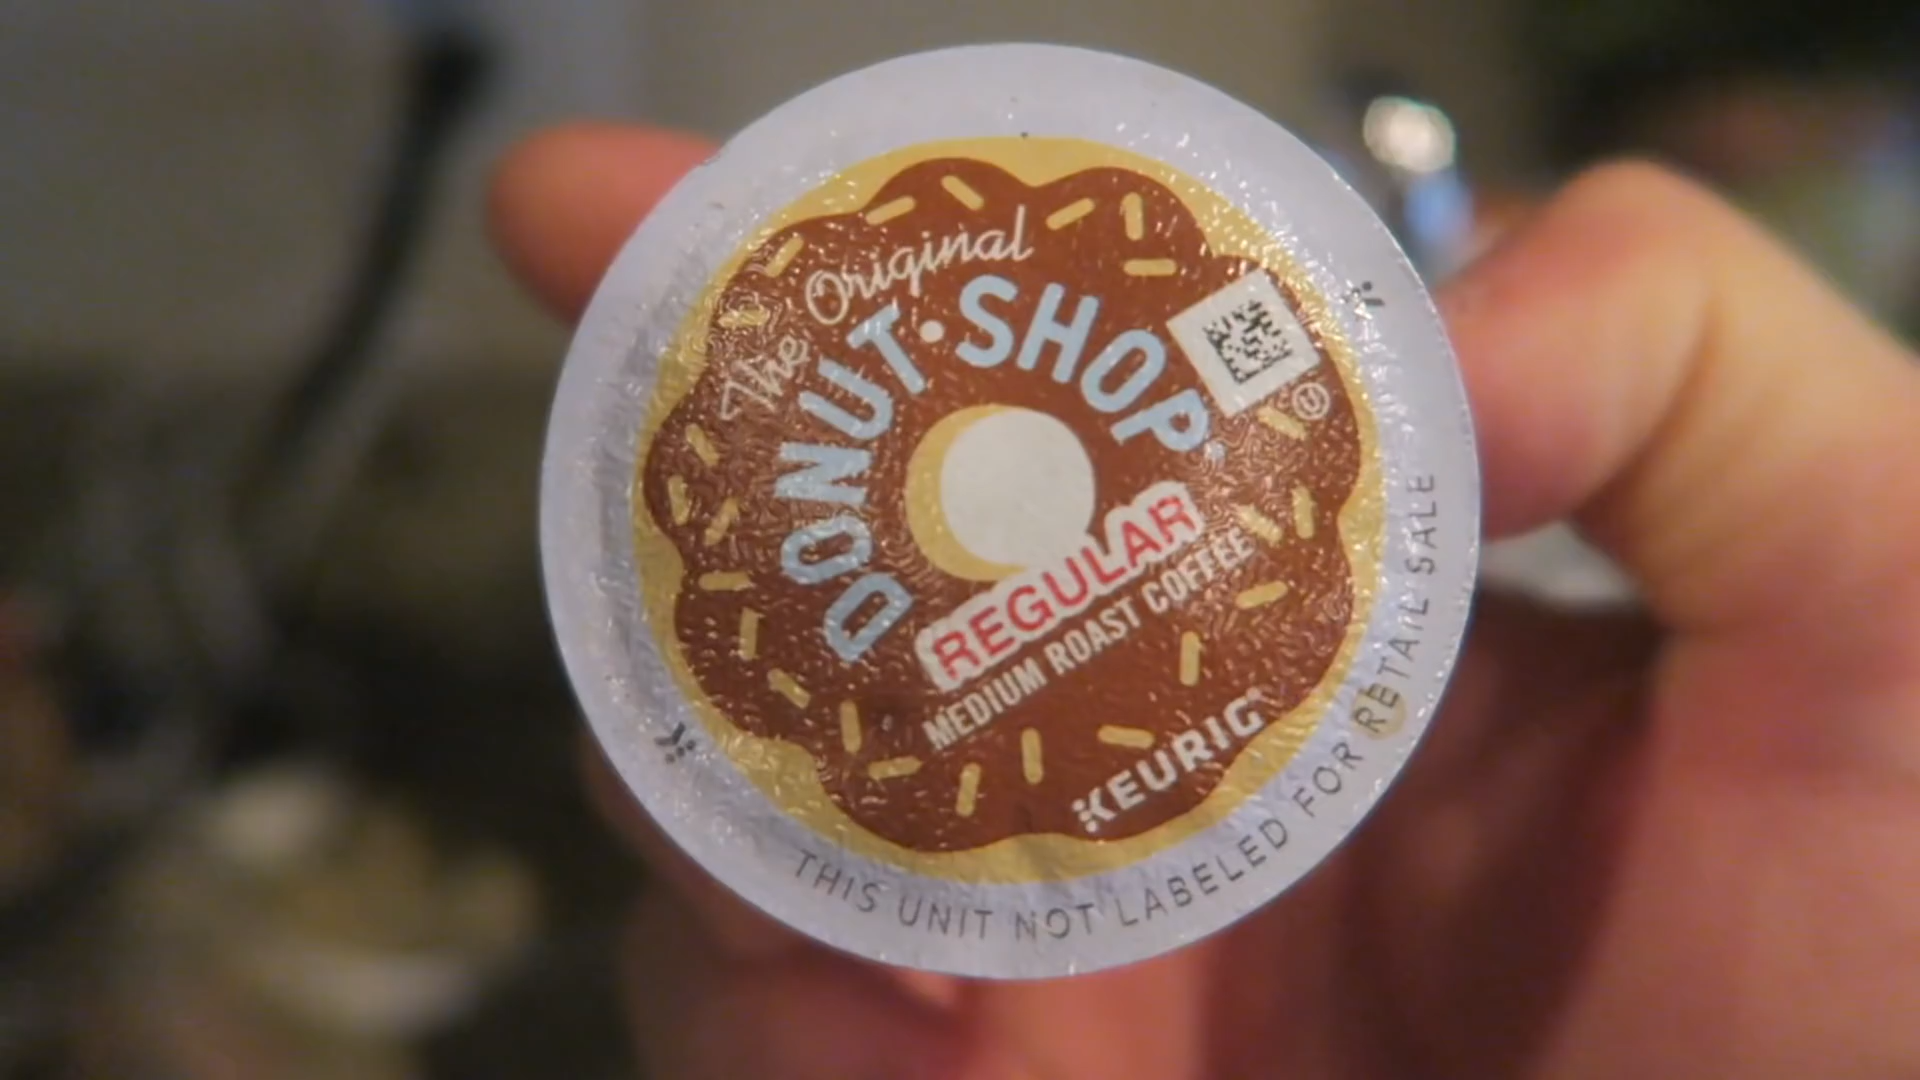 The Original
DONUT·SHOP
REGULAR
MEDIUM ROAST COFFEE
KEURIG
THIS UNIT NOT LABELED FOR RETAIL SALE